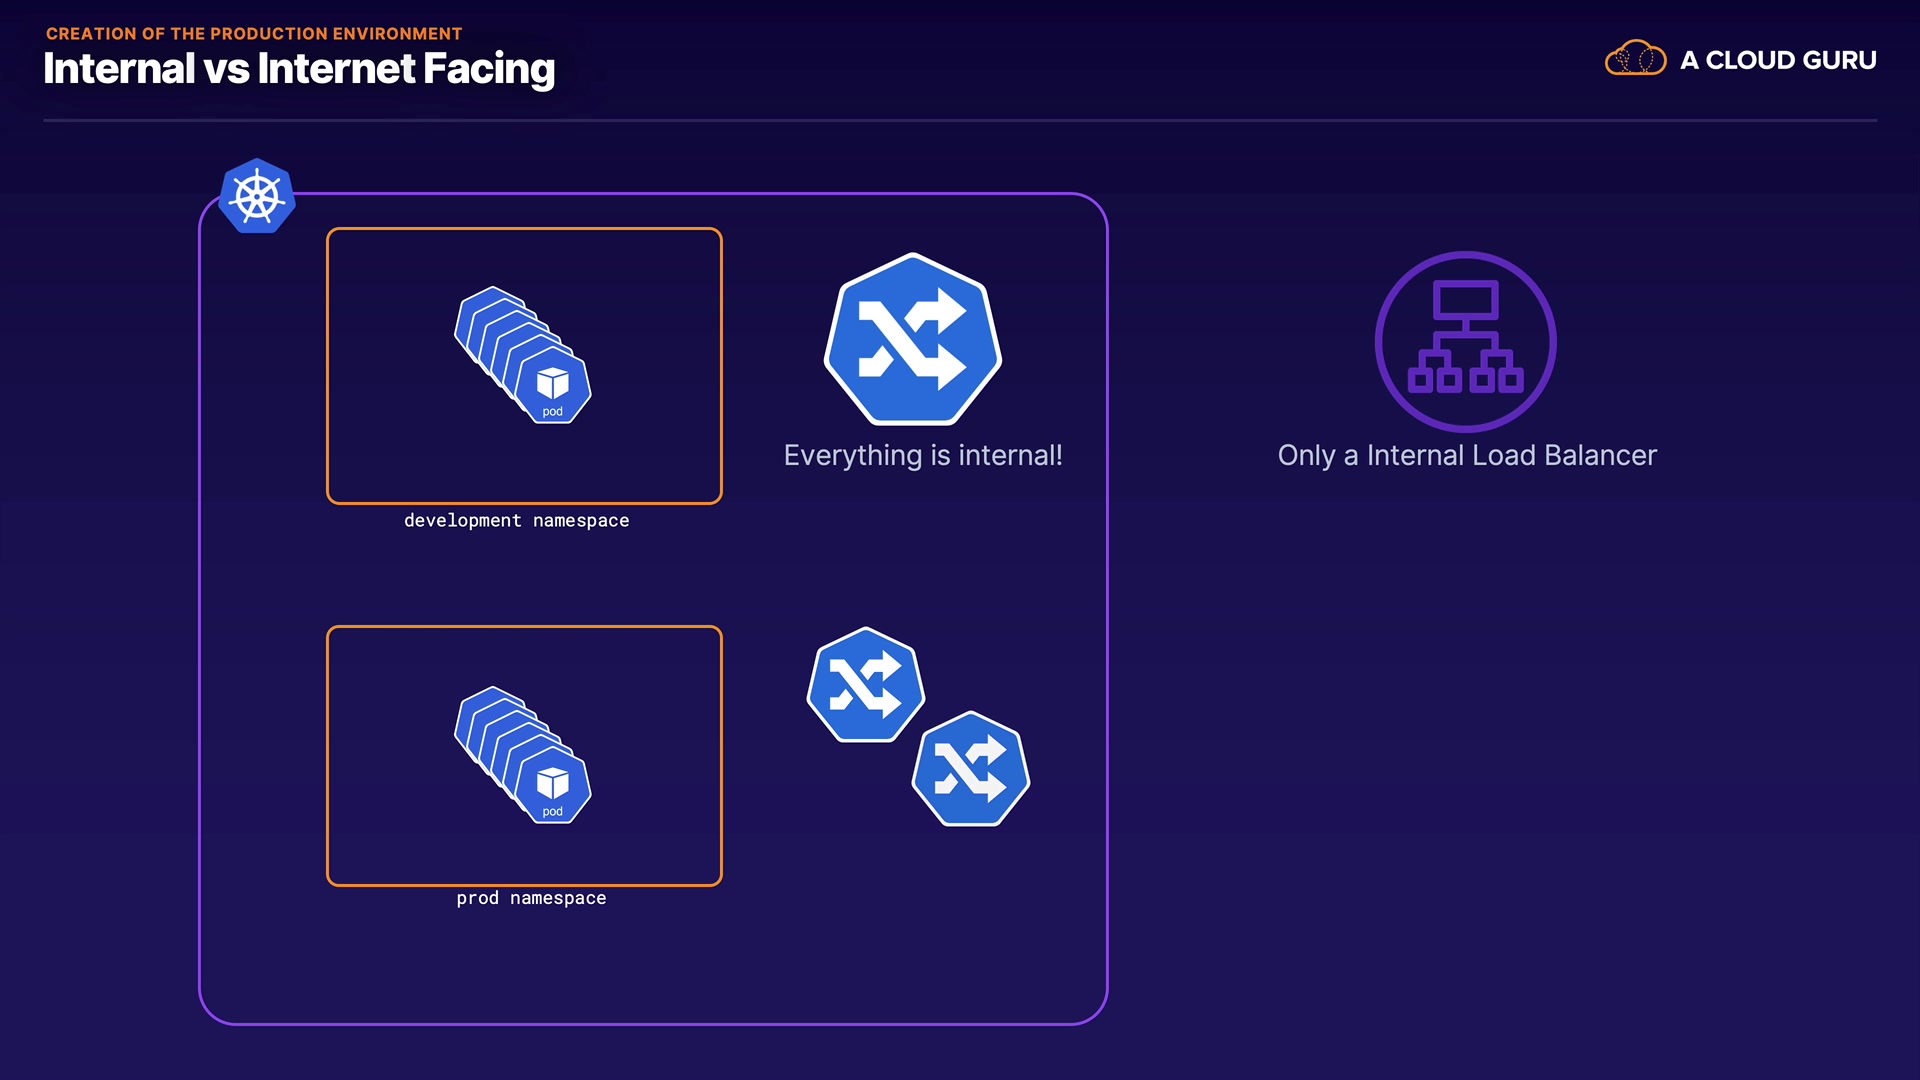 CREATION OF THE PRODUCTION ENVIRONMENT
Internal vs Internet Facing
A CLOUD GURU
pod
Everything is internal!
Only a Internal Load Balancer
development namespace
pod
prod namespace